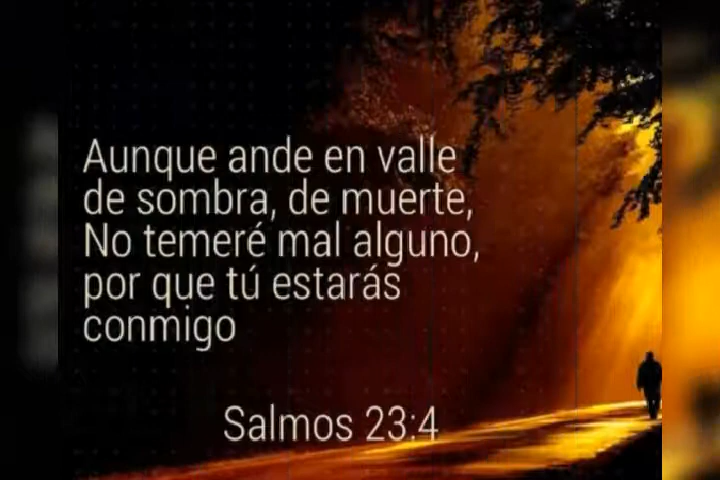 Aunque ande en valle
de sombra, de muerte,
No temeré mal alguno,
por que tú estarás
conmigo
Salmos 23:4